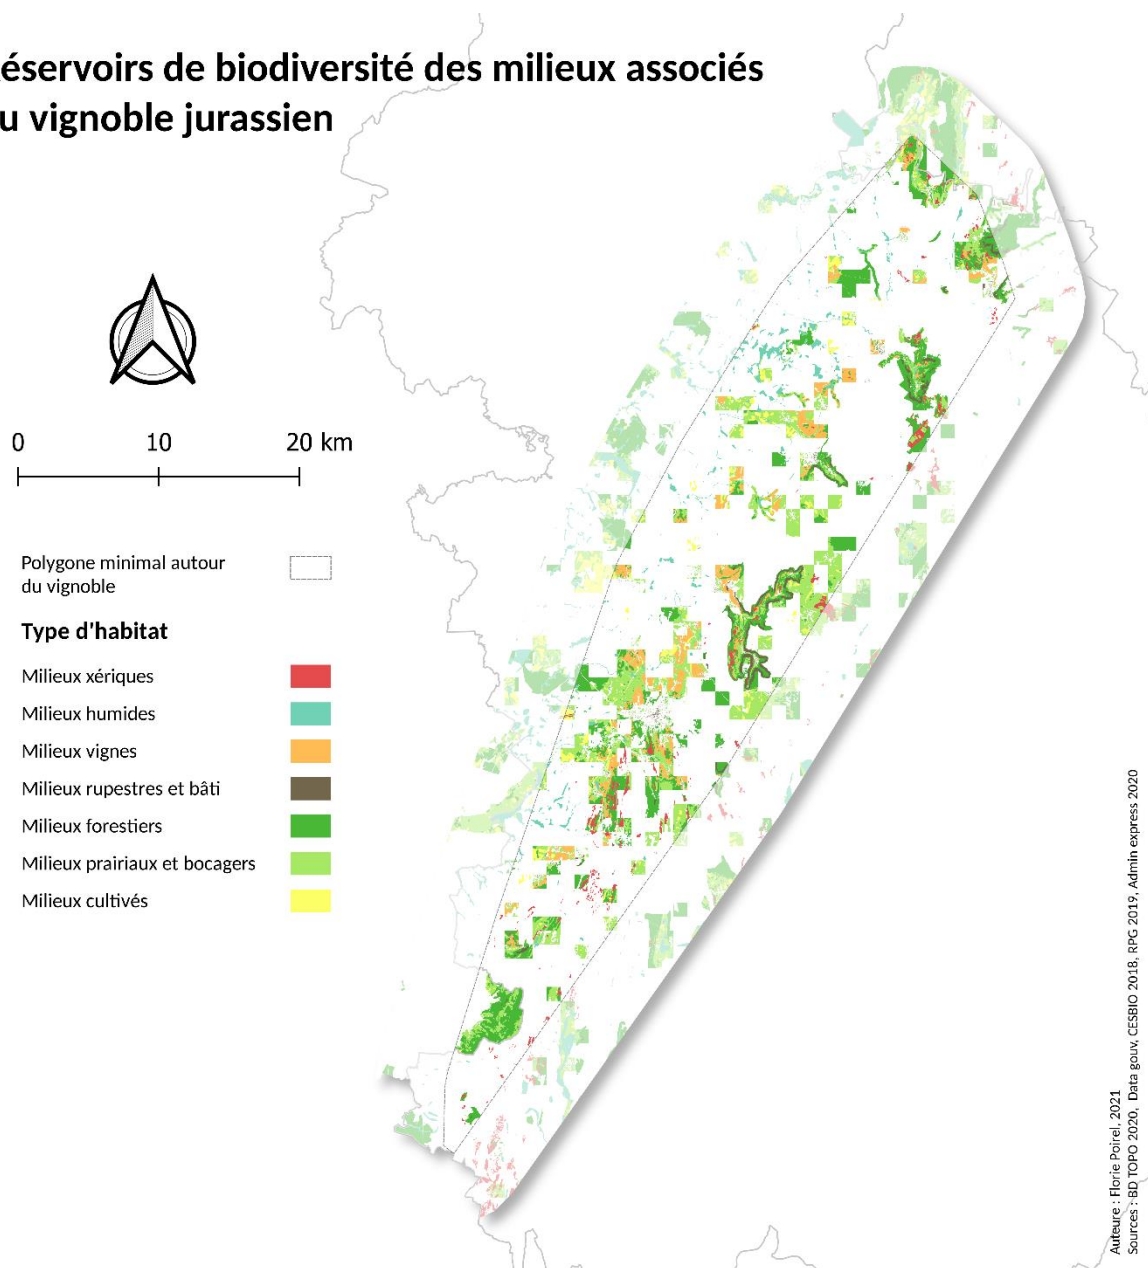 éservoirs de biodiversité des milieux associés
u vignoble jurassien
0 10 20 km
Polygone minimal autour
du vignoble
Type d'habitat
Milieux xériques
Milieux humides
Milieux vignes
Milieux rupestres et bâti
Milieux forestiers
Milieux prairiaux et bocagers
Milieux cultivés
Auteure : Florie Poirel, 2021
Sources : BD TOPO 2020, Data gouv, CESBIO 2018, RPG 2019, Admin express 2020